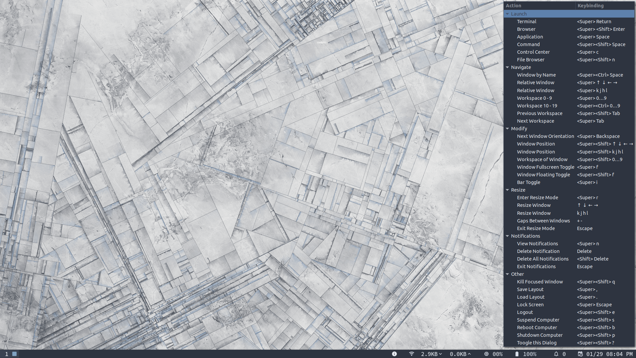 Action Keybinding
Layout
Terminal <Super> Return
Browser <Super> <Shift> Enter
Application <Super> Space
Command <Super><Shift> Space
Control Center <Super> c
File Browser <Super><Shift> n
Navigate
Window by Name <Super><Ctrl> Space
Relative Window <Super> ↑ ↓ ← →
Relative Window <Super> k j h l
Workspace 0 - 9 <Super> 0...9
Workspace 10 - 19 <Super><Ctrl> 0...9
Previous Workspace <Super><Shift> Tab
Next Workspace <Super> Tab
Modify
Next Window Orientation <Super> Backspace
Window Position <Super><Shift> ↑ ↓ ← →
Window Position <Super><Shift> k j h l
Workspace of Window <Super><Shift> 0...9
Window Fullscreen Toggle <Super> f
Window Floating Toggle <Super><Shift> f
Bar Toggle <Super> i
Resize
Enter Resize Mode <Super> r
Resize Window ↑ ↓ ← →
Resize Window k j h l
Gaps Between Windows + -
Exit Resize Mode Escape
Notifications
View Notifications <Super> n
Delete Notification Delete
Delete All Notifications <Shift> Delete
Exit Notifications Escape
Other
Kill Focused Window <Super><Shift> q
Save Layout <Super> ,
Load Layout <Super> .
Lock Screen <Super> Escape
Logout <Super><Shift> e
Suspend Computer <Super><Shift> s
Reboot Computer <Super><Shift> b
Shutdown Computer <Super><Shift> p
Toggle this Dialog <Super><Shift> ?
1 2.9KB 0.0KB 00% 100% 0 01/29 08:04 PM